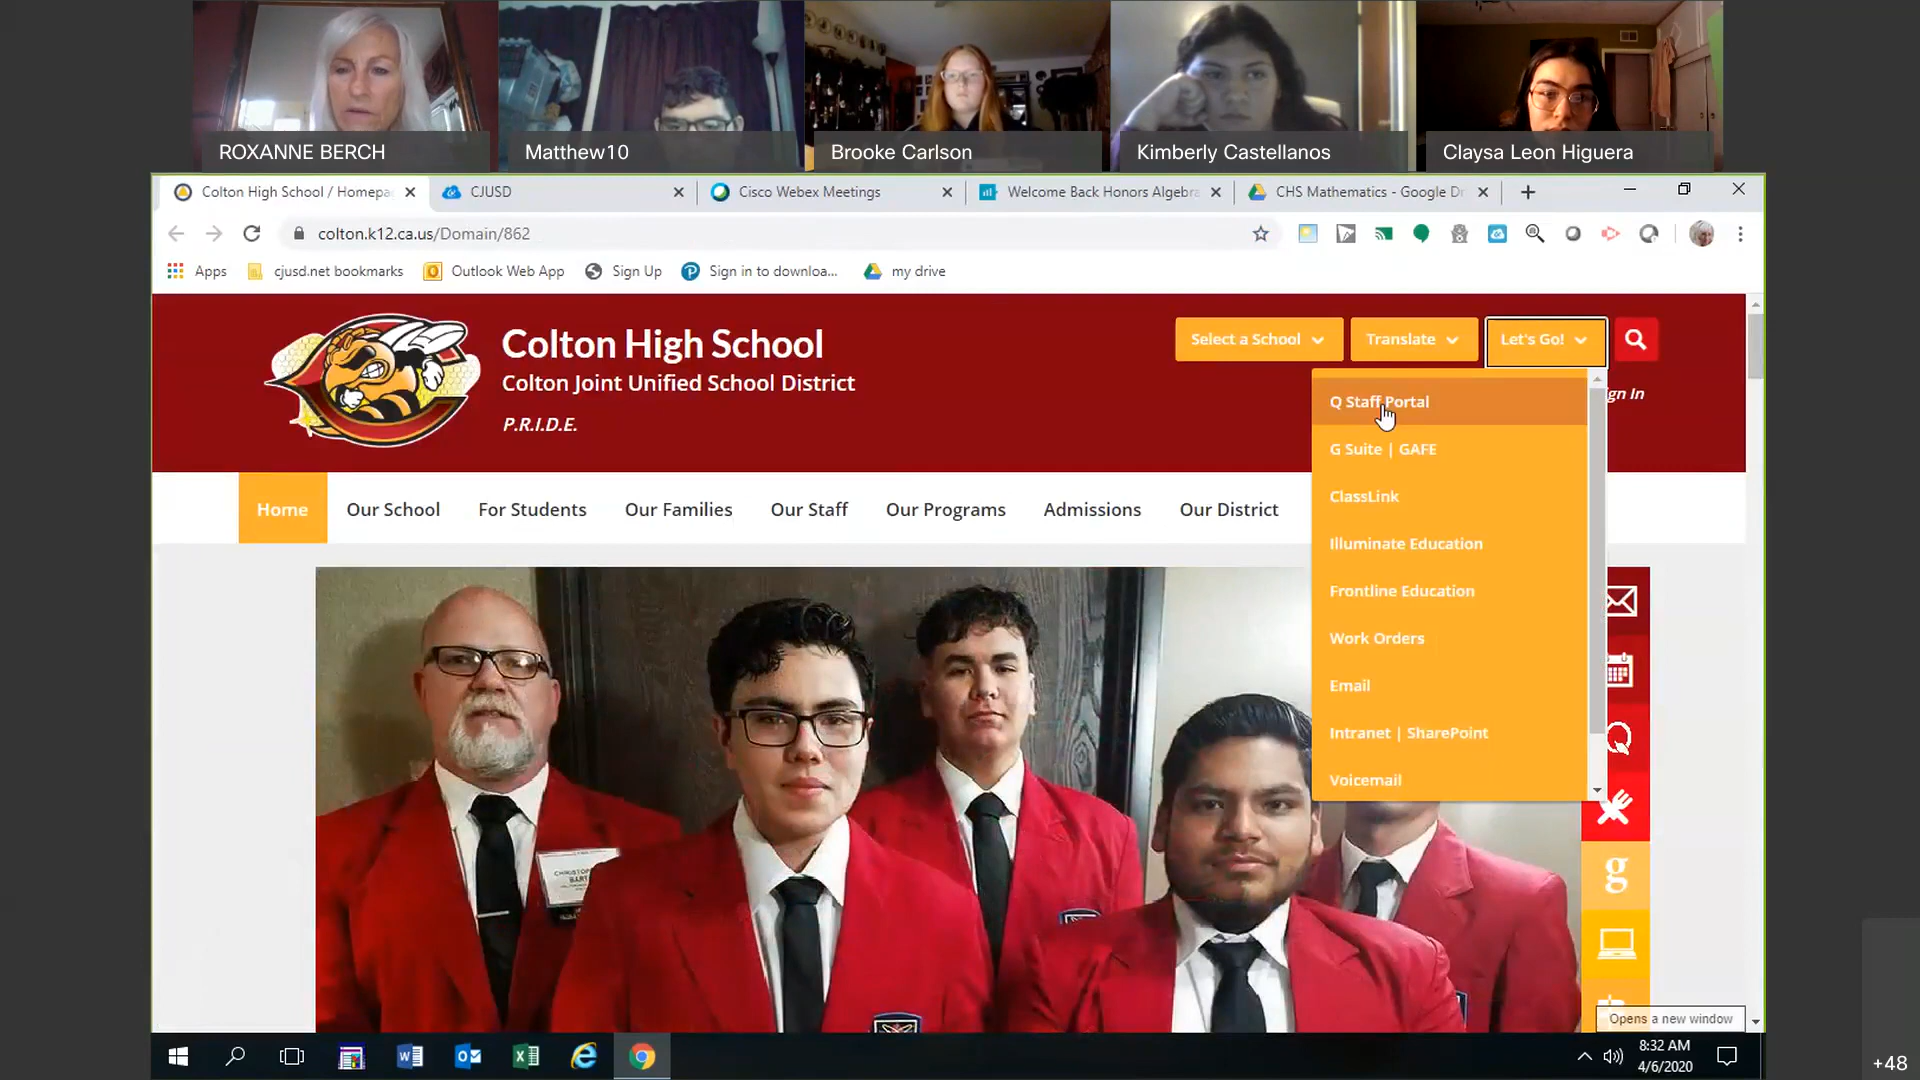 ROXANNE BERCH
Matthew10
Brooke Carlson
Kimberly Castellanos
Claysa Leon Higuera
Colton High School / Homepa
CJUSD
Cisco Webex Meetings
Welcome Back Honors Algebra
CHS Mathematics - Google Dr
colton.k12.ca.us/Domain/862
Apps
cjusd.net bookmarks
Outlook Web App
Sign Up
Sign in to downloa...
my drive
Colton High School
Colton Joint Unified School District
P.R.I.D.E.
Select a School
Translate
Let's Go!
gn In
Q Staff Portal
G Suite | GAFE
ClassLink
Illuminate Education
Frontline Education
Work Orders
Email
Intranet | SharePoint
Voicemail
Home
Our School
For Students
Our Families
Our Staff
Our Programs
Admissions
Our District
g
Opens a new window
8:32 AM
4/6/2020
+48